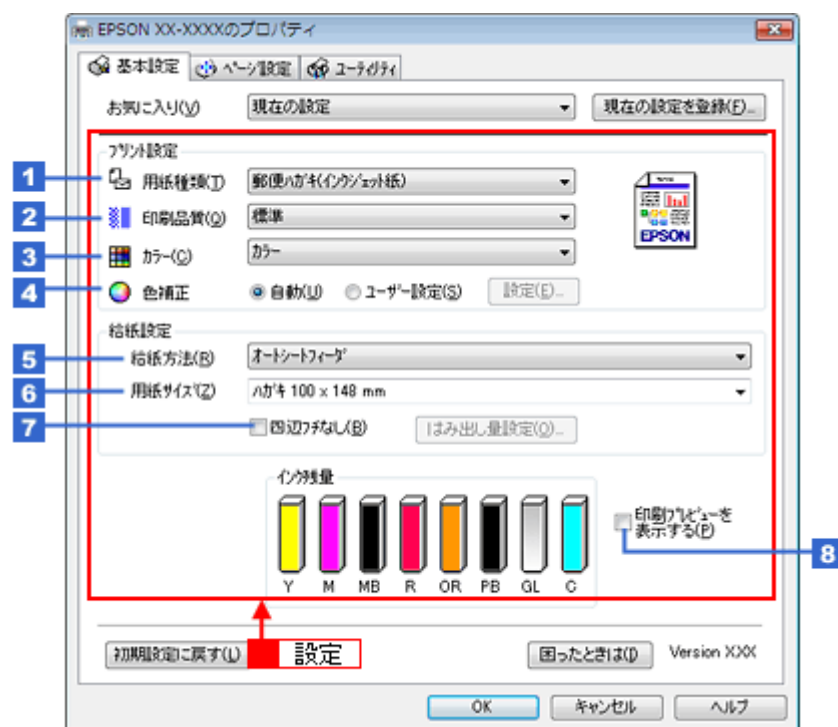 EPSON XX-XXXXのプロパティ
基本設定 ページ設定 ユーティリティ
お気に入り(V) 現在の設定 現在の設定を登録(F)...
プリント設定
1 用紙種類(T) 郵便ハガキ(インクジェット紙)
EPSON
2 印刷品質(Q) 標準
3 カラー(C) カラー
4 色補正 自動(U) ユーザー設定(S) 設定(E)...
給紙設定
5 給紙方法(R) オートシートフィーダ
6 用紙サイズ(Z) ハガキ 100 x 148 mm
7 四辺フチなし(B) はみ出し量設定(O)...
インク残量
Y M MB R OR PB GL C
印刷プレビューを
表示する(P)
8
初期設定に戻す(L) 設定 困ったときは(I) Version X.XX
OK キャンセル ヘルプ